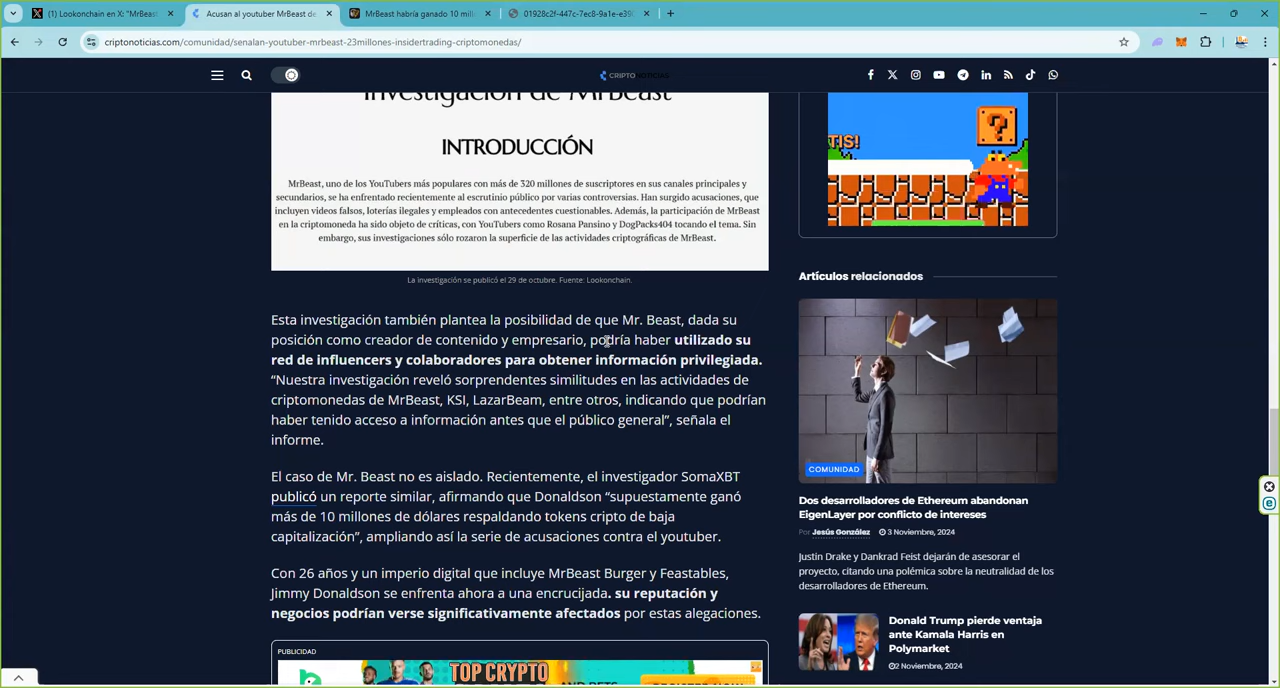 (1) Lookonchain en X: "MrBeast
Acusan al youtuber MrBeast de
MrBeast habría ganado 10 mill
01928c2f-447c-7ec8-9a1e-e39
criptonoticias.com/comunidad/senalan-youtuber-mrbeast-23millones-insidertrading-criptomonedas/
CRIPTONOTICIAS
Investigación de MrBeast
INTRODUCCIÓN
MrBeast, uno de los YouTubers más populares con más de 320 millones de suscriptores en sus canales principales y
secundarios, se ha enfrentado recientemente al escrutinio público por varias controversias. Han surgido acusaciones, que
incluyen videos falsos, loterías ilegales y empleados con antecedentes cuestionables. Además, la participación de MrBeast
en la criptomoneda ha sido objeto de críticas, con YouTubers como Rosana Pansino y DogPacks404 tocando el tema. Sin
embargo, sus investigaciones sólo rozaron la superficie de las actividades criptográficas de MrBeast.
La investigación se publicó el 29 de octubre. Fuente: Lookonchain.
Esta investigación también plantea la posibilidad de que Mr. Beast, dada su
posición como creador de contenido y empresario, podría haber utilizado su
red de influencers y colaboradores para obtener información privilegiada.
“Nuestra investigación reveló sorprendentes similitudes en las actividades de
criptomonedas de MrBeast, KSI, LazarBeam, entre otros, indicando que podrían
haber tenido acceso a información antes que el público general”, señala el
informe.
El caso de Mr. Beast no es aislado. Recientemente, el investigador SomaXBT
publicó un reporte similar, afirmando que Donaldson “supuestamente ganó
más de 10 millones de dólares respaldando tokens cripto de baja
capitalización”, ampliando así la serie de acusaciones contra el youtuber.
Con 26 años y un imperio digital que incluye MrBeast Burger y Feastables,
Jimmy Donaldson se enfrenta ahora a una encrucijada. su reputación y
negocios podrían verse significativamente afectados por estas alegaciones.
PUBLICIDAD
TOP CRYPTO
TIS!
?
Artículos relacionados
COMUNIDAD
Dos desarrolladores de Ethereum abandonan
EigenLayer por conflicto de intereses
Por Jesús González 3 Noviembre, 2024
Justin Drake y Dankrad Feist dejarán de asesorar el
proyecto, citando una polémica sobre la neutralidad de los
desarrolladores de Ethereum.
Donald Trump pierde ventaja
ante Kamala Harris en
Polymarket
2 Noviembre, 2024